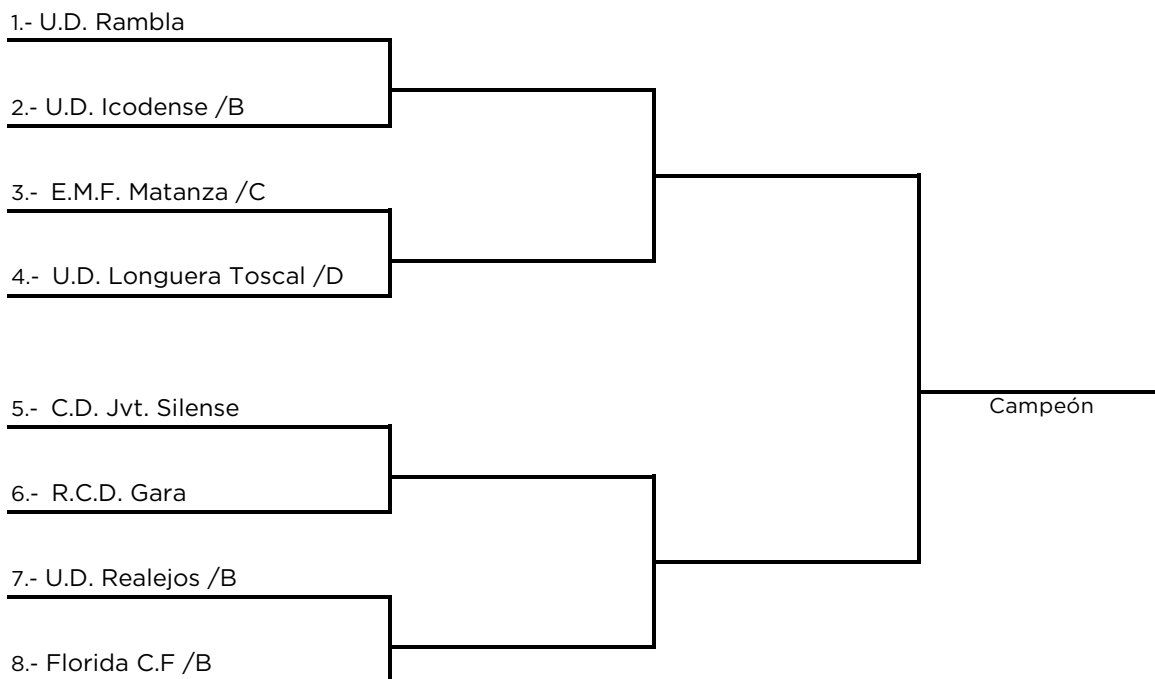 1.- U.D. Rambla
2.- U.D. Icodense /B
3.- E.M.F. Matanza /C
4.- U.D. Longuera Toscal /D
5.- C.D. Jvt. Silense
Campeón
6.- R.C.D. Gara
7.- U.D. Realejos /B
8.- Florida C.F /B